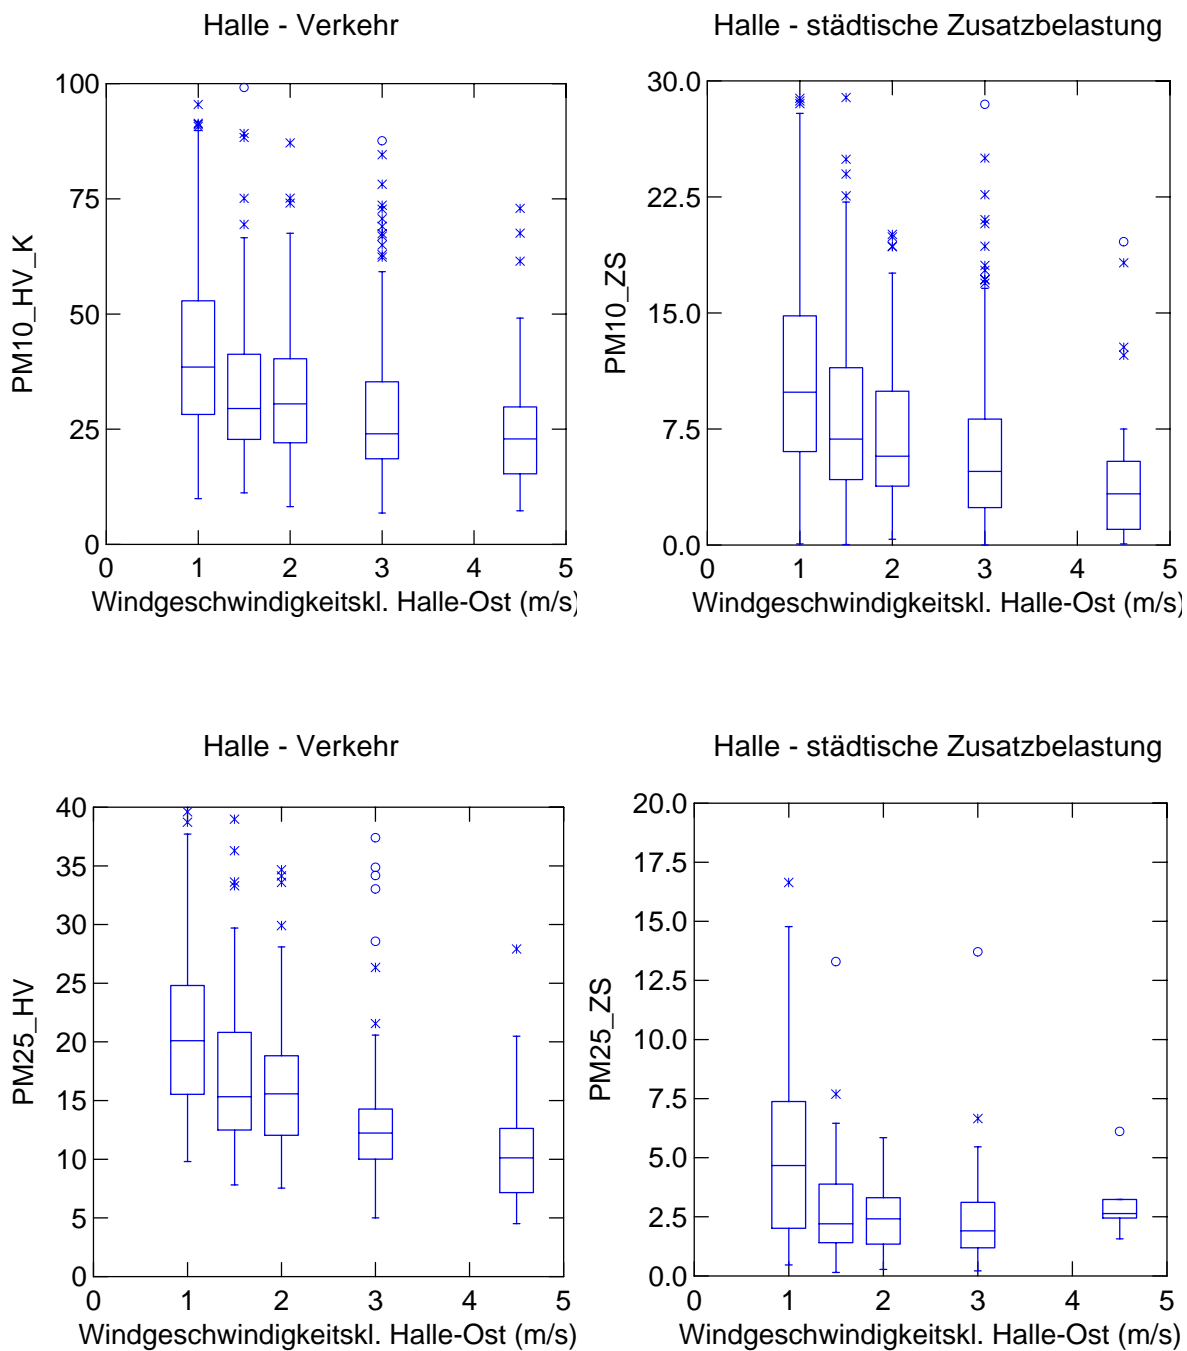 Halle - Verkehr
100
75
50
25
0
PM10_HV_K
0 1 2 3 4 5
Windgeschwindigkeitskl. Halle-Ost (m/s)
Halle - städtische Zusatzbelastung
30.0
22.5
15.0
7.5
0.0
PM10_ZS
0 1 2 3 4 5
Windgeschwindigkeitskl. Halle-Ost (m/s)
Halle - Verkehr
40
35
30
25
20
15
10
5
0
PM25_HV
0 1 2 3 4 5
Windgeschwindigkeitskl. Halle-Ost (m/s)
Halle - städtische Zusatzbelastung
20.0
17.5
15.0
12.5
10.0
7.5
5.0
2.5
0.0
PM25_ZS
0 1 2 3 4 5
Windgeschwindigkeitskl. Halle-Ost (m/s)